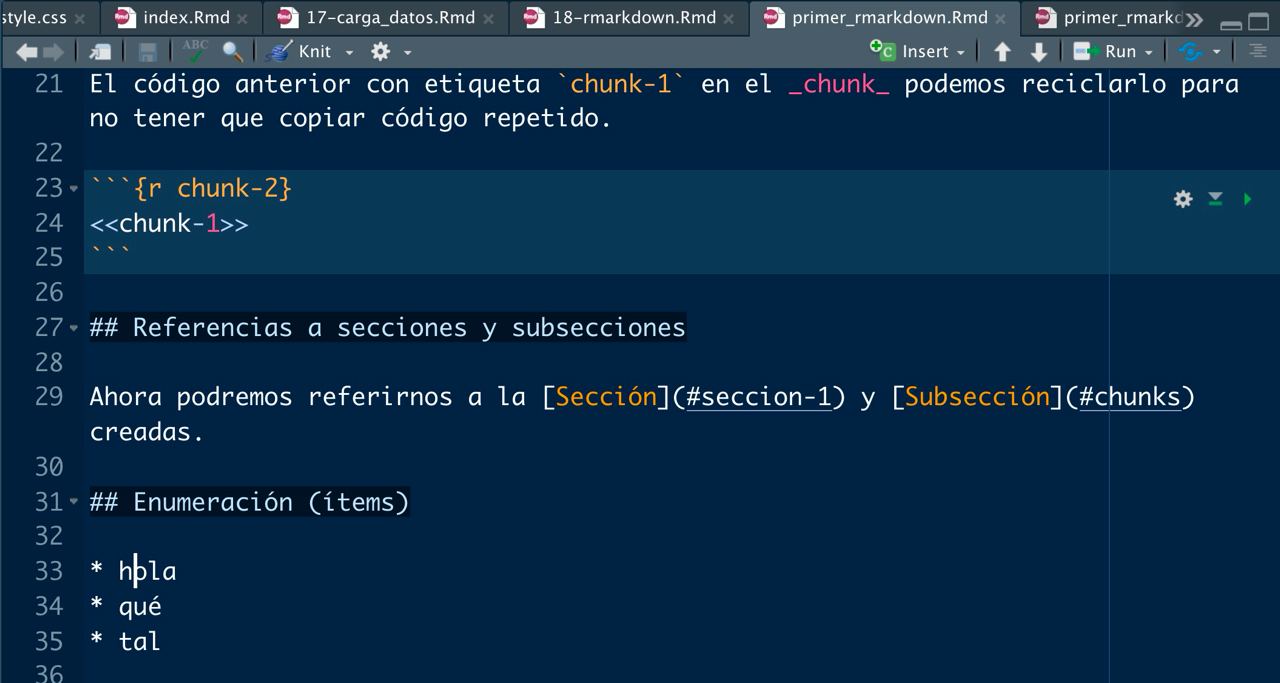 style.css × index.Rmd × 17-carga_datos.Rmd × 18-rmarkdown.Rmd × primer_rmarkdown.Rmd × primer_rmarkd
ABC Knit Insert Run
21 El código anterior con etiqueta `chunk-1` en el _chunk_ podemos reciclarlo para
no tener que copiar código repetido.
22
23 ```{r chunk-2}
24 <<chunk-1>>
25 ```
26
27 ## Referencias a secciones y subsecciones
28
29 Ahora podremos referirnos a la [Sección](#seccion-1) y [Subsección](#chunks)
creadas.
30
31 ## Enumeración (ítems)
32
33 * hola
34 * qué
35 * tal
36